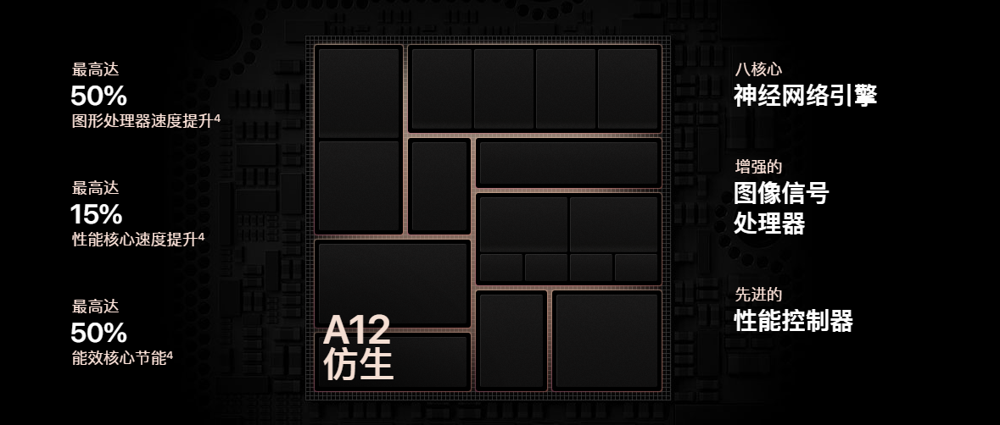 最高达
50%
图形处理器速度提升4
最高达
15%
性能核心速度提升4
最高达
50%
能效核心节能4
A12
仿生
八核心
神经网络引擎
增强的
图像信号
处理器
先进的
性能控制器